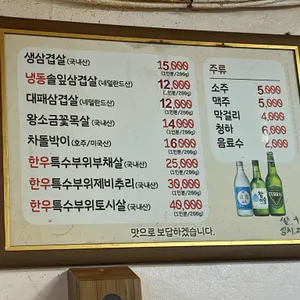 생삼겹살(국내산) 15,000 (1인분/200g)
냉동솔잎삼겹살(네덜란드산) 12,000 (1인분/200g)
대패삼겹살(네덜란드산) 12,000 (1인분/200g)
왕소금꽃목살(국내산) 14,000 (1인분/200g)
차돌박이(호주/미국산) 16,000 (1인분/200g)
한우특수부위부채살(국내산) 25,000 (1인분/200g)
한우특수부위제비추리(국내산) 30,000 (1인분/200g)
한우특수부위토시살(국내산) 40,000 (1인분/200g)
맛으로 보답하겠습니다.
주류
소주 5,000
맥주 5,000
막걸리 4,000
청하 6,000
음료수 2,000